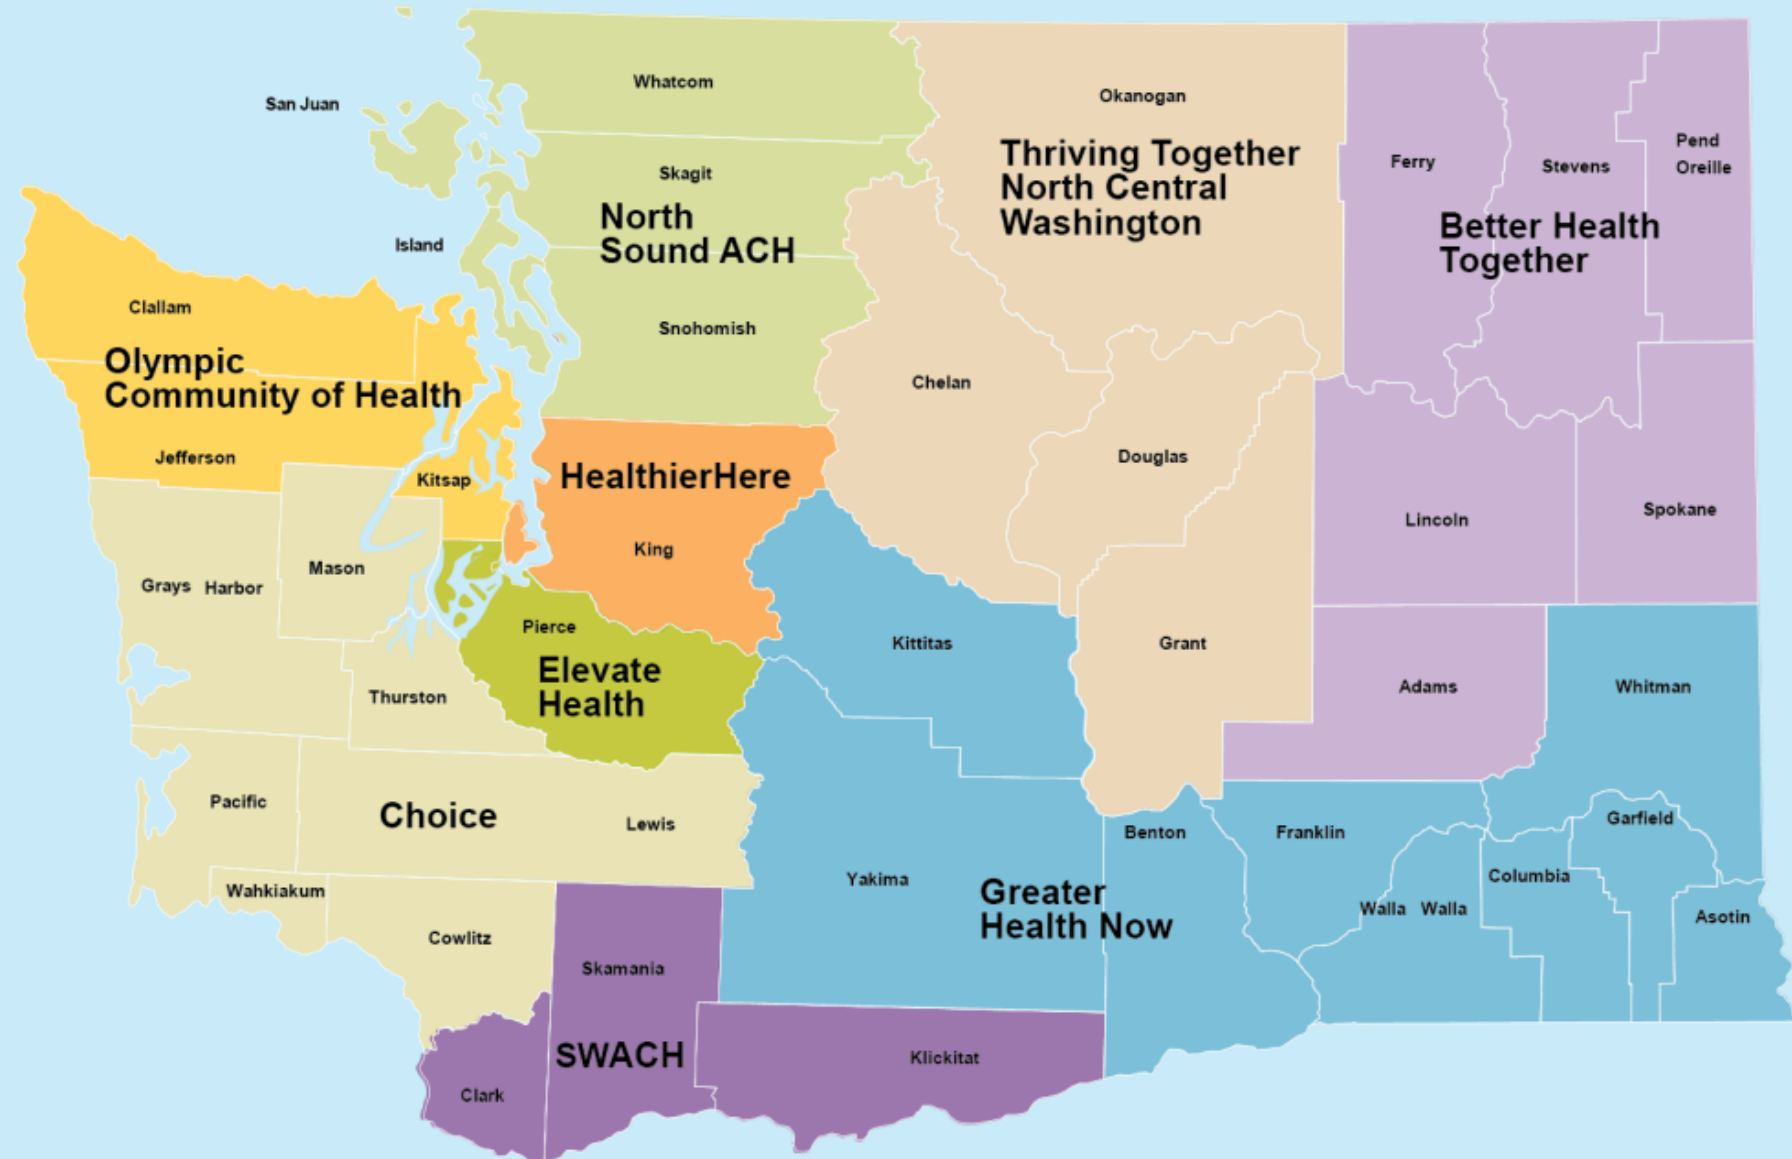 Whatcom
San Juan
Okanogan
Skagit
Thriving Together
North Central
Washington
Ferry
Stevens
Pend
Oreille
Island
North
Sound ACH
Better Health
Together
Clallam
Snohomish
Olympic
Community of Health
Chelan
Jefferson
Kitsap
HealthierHere
Douglas
King
Lincoln
Spokane
Grays Harbor
Mason
Pierce
Elevate
Health
Kittitas
Grant
Adams
Whitman
Thurston
Pacific
Choice
Lewis
Benton
Franklin
Garfield
Wahkiakum
Yakima
Greater
Health Now
Columbia
Walla Walla
Asotin
Cowlitz
Skamania
SWACH
Klickitat
Clark